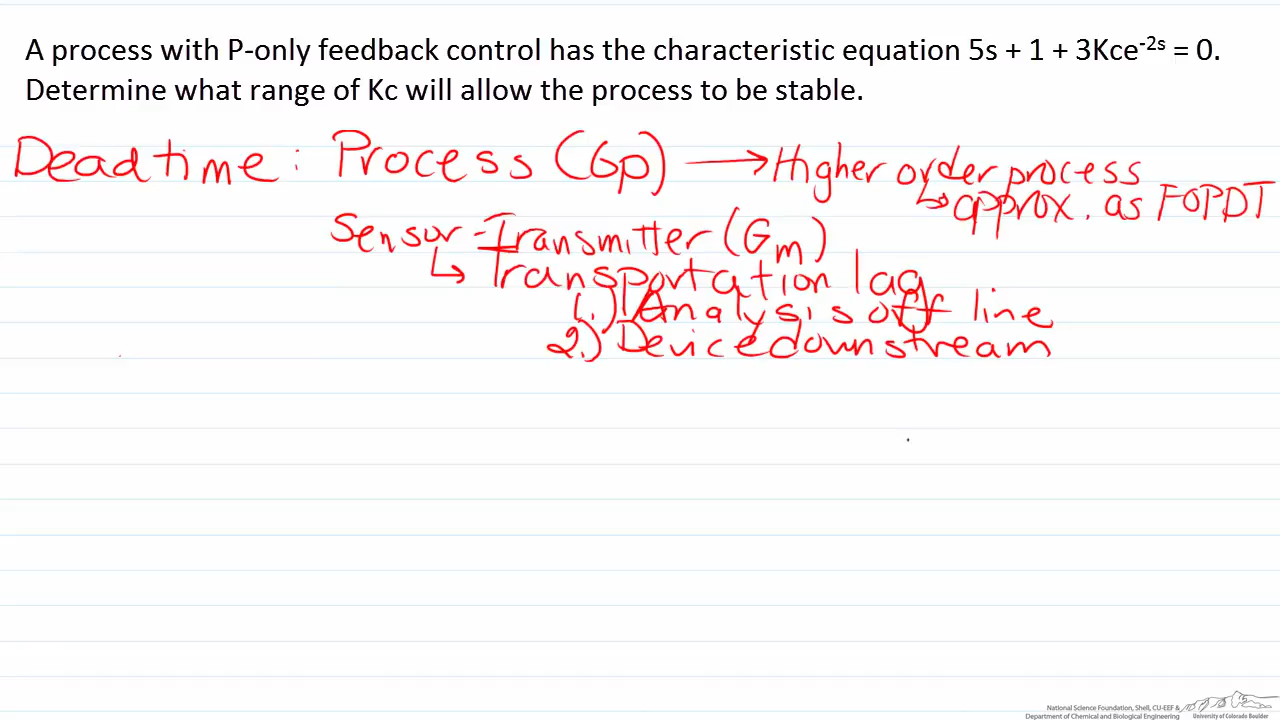 A process with P-only feedback control has the characteristic equation 5s + 1 + 3Kce⁻²ˢ = 0.
Determine what range of Kc will allow the process to be stable.
Deadtime: Process (Gp) → Higher order process
↳ approx. as FOPDT
Sensor-Transmitter (Gm)
↳ Transportation lag
1.) Analysis off line
2.) Device downstream
National Science Foundation, Shell, CU-EEF &
Department of Chemical and Biological Engineering
University of Colorado Boulder